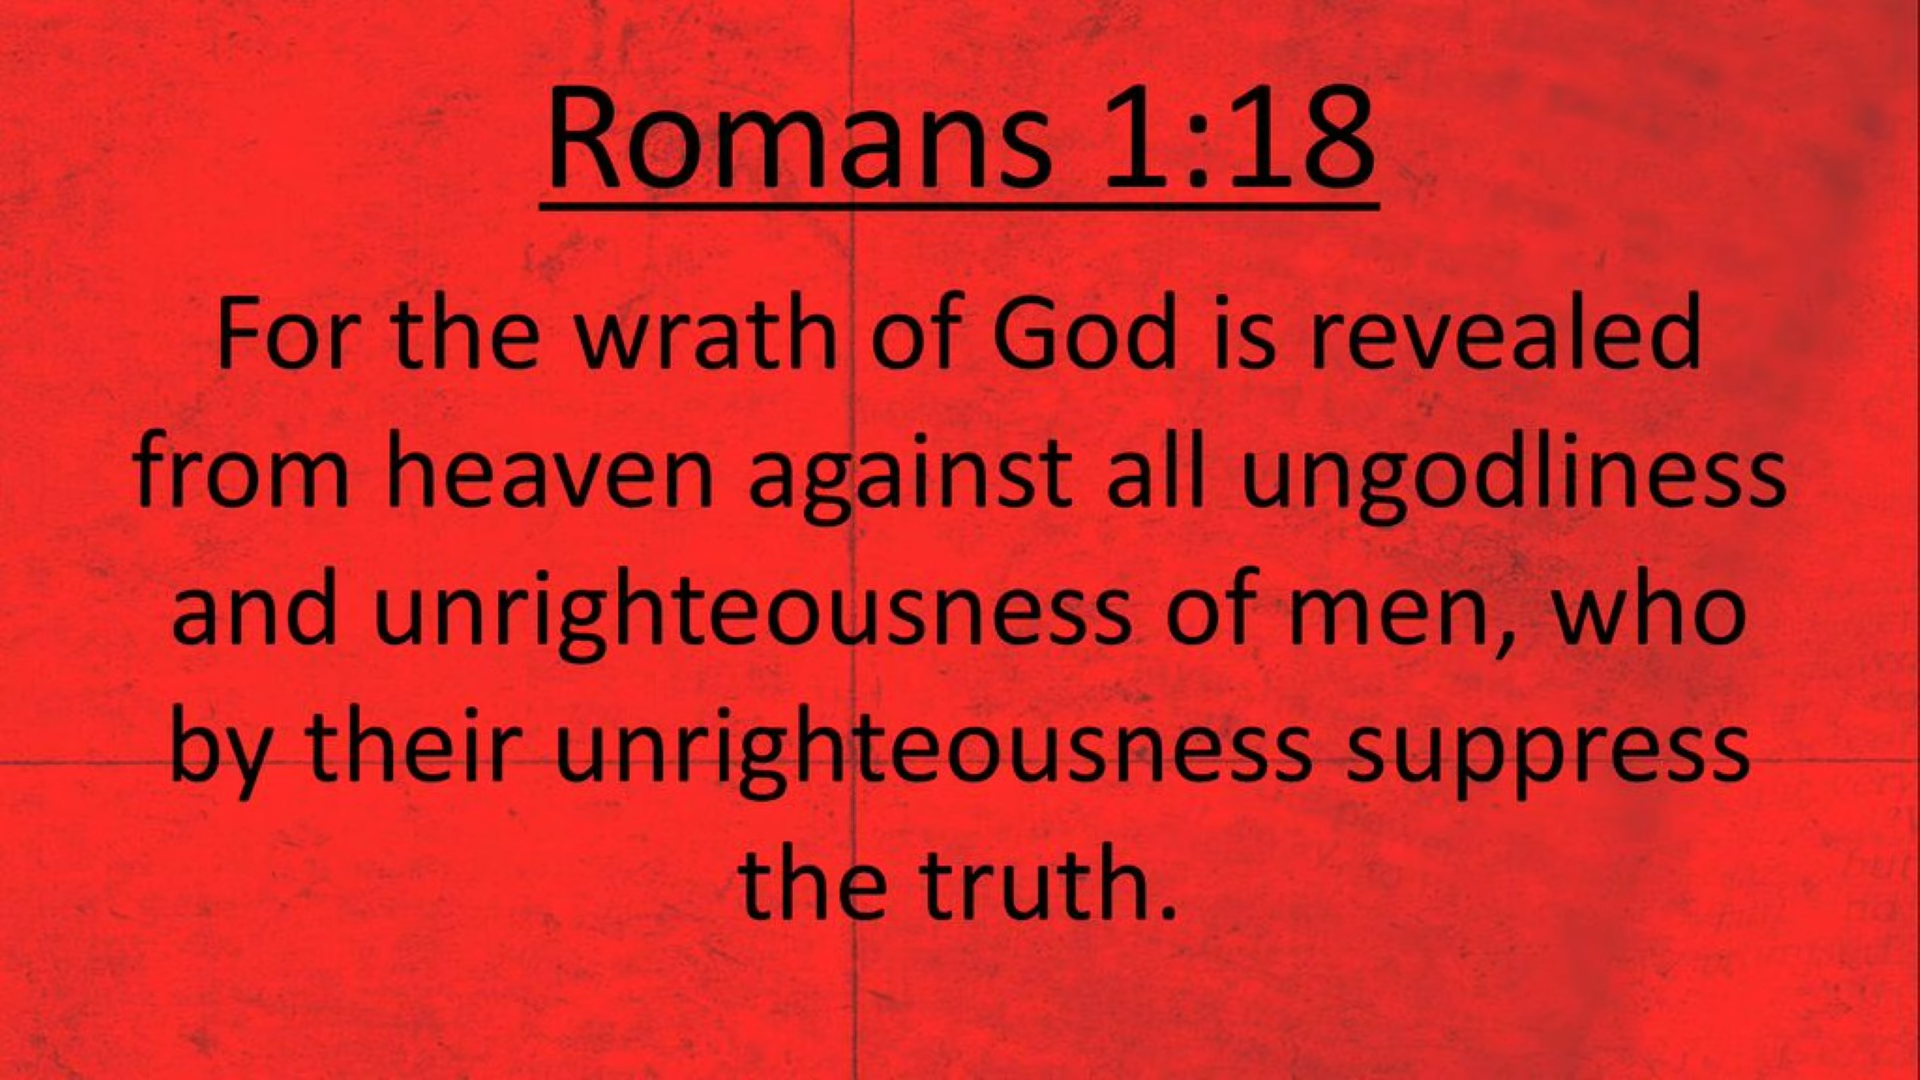 Romans 1:18
For the wrath of God is revealed
from heaven against all ungodliness
and unrighteousness of men, who
by their unrighteousness suppress
the truth.